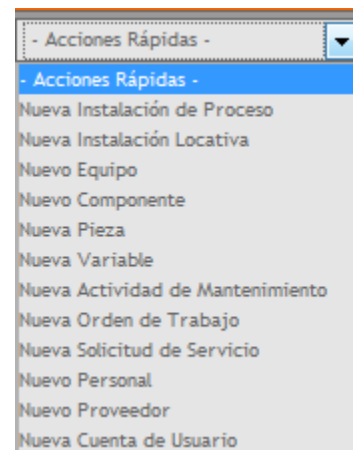 - Acciones Rápidas -
- Acciones Rápidas -
Nueva Instalación de Proceso
Nueva Instalación Locativa
Nuevo Equipo
Nuevo Componente
Nueva Pieza
Nueva Variable
Nueva Actividad de Mantenimiento
Nueva Orden de Trabajo
Nueva Solicitud de Servicio
Nuevo Personal
Nuevo Proveedor
Nueva Cuenta de Usuario